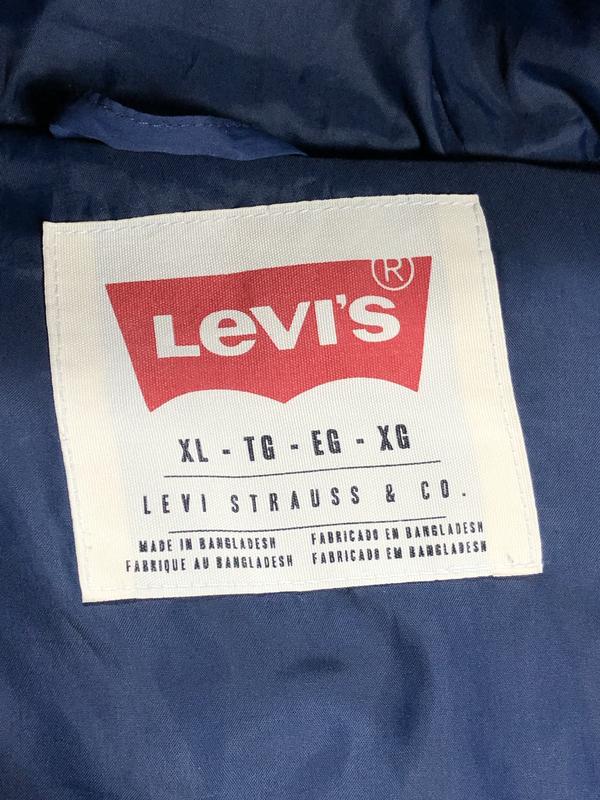 Levi's®
XL - TG - EG - XG
LEVI STRAUSS & CO.
MADE IN BANGLADESH FABRICADO EN BANGLADESH
FABRIQUE AU BANGLADESH FABRICADO EM BANGLADESH